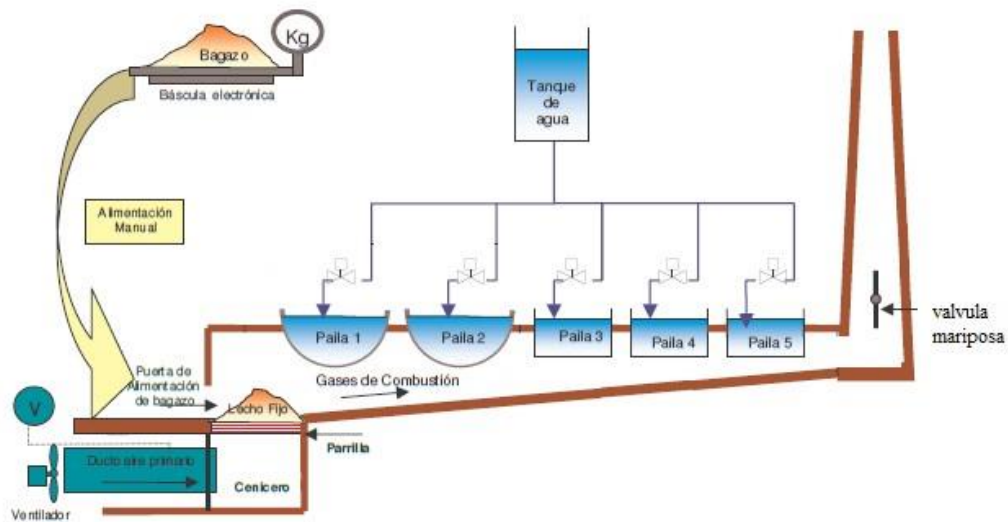 Kg
Bagazo
Báscula electrónica
Tanque
de
agua
Alimentación
Manual
Paila 1
Paila 2
Paila 3
Paila 4
Paila 5
valvula
mariposa
Puerta de
Alimentación
de bagazo
Gases de Combustión
Lecho Fijo
V
Parrilla
Ducto aire primario
Cenicero
Ventilador